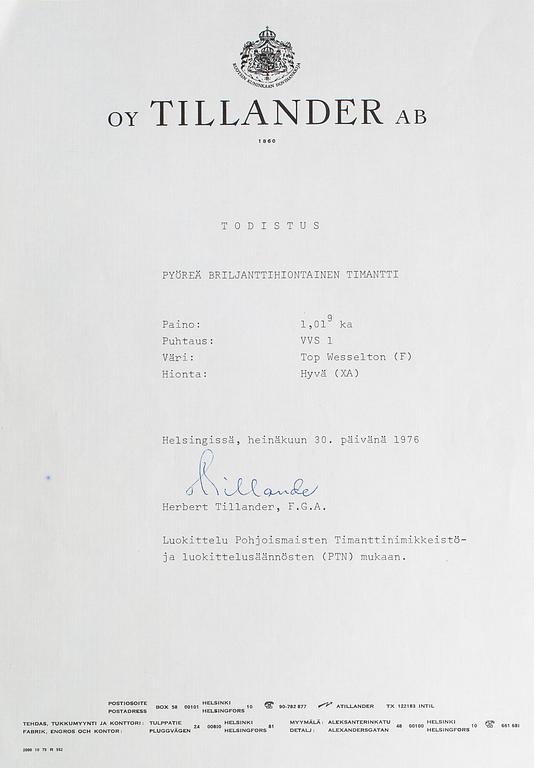 RUOTSIN KUNINKAAN HOVIHANKKIJA
OY TILLANDER AB
1860
TODISTUS
PYÖREÄ BRILJANTTIHIONTAINEN TIMANTTI
Paino: 1,01⁹ ka
Puhtaus: VVS 1
Väri: Top Wesselton (F)
Hionta: Hyvä (XA)
Helsingissä, heinäkuun 30. päivänä 1976
Tillander
Herbert Tillander, F.G.A.
Luokittelu Pohjoismaisten Timanttinimikkeistö-
ja luokittelusäännösten (PTN) mukaan.
POSTIOSOITE BOX 58 00101 HELSINKI 10 90-782 877 ATILLANDER TX 122183 INTIL
POSTADRESS HELSINGFORS
TEHDAS, TUKKUMYYNTI JA KONTTORI: TULPPATIE 24 00810 HELSINKI 81 MYYMÄLÄ: ALEKSANTERINKATU 48 00100 HELSINKI 10 661 681
FABRIK, ENGROS OCH KONTOR: PLUGGVÄGEN HELSINGFORS DETALJ: ALEXANDERSGATAN HELSINGFORS